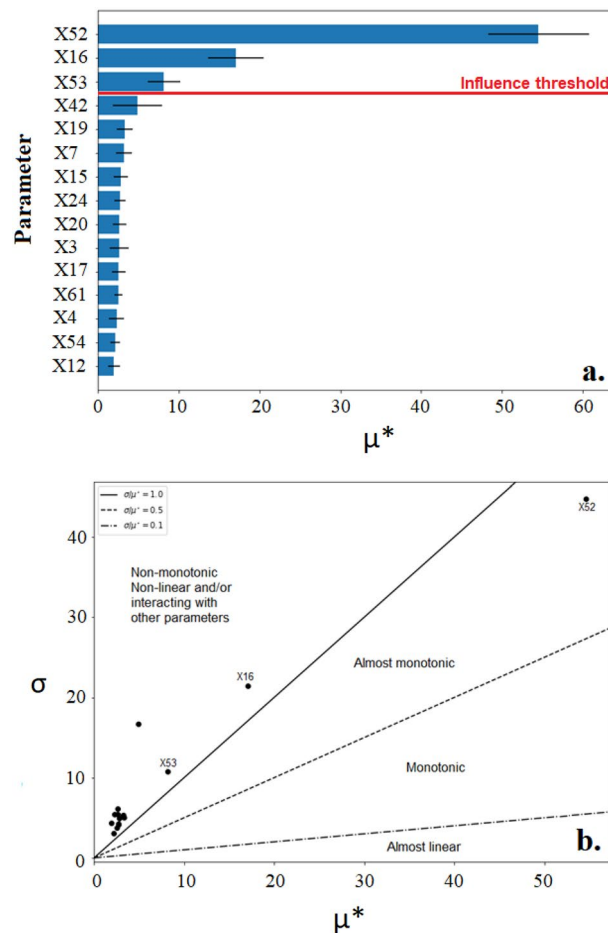 X52
X16
X53
Influence threshold
X42
X19
X7
X15
X24
X20
X3
X17
X61
X4
X54
X12
Parameter
a.
0 10 20 30 40 50 60
μ*
σ/μ* = 1.0
σ/μ* = 0.5
σ/μ* = 0.1
X52
Non-monotonic
Non-linear and/or
interacting with
other parameters
X16
Almost monotonic
X53
Monotonic
Almost linear
40
30
20
10
0
σ
b.
0 10 20 30 40 50
μ*